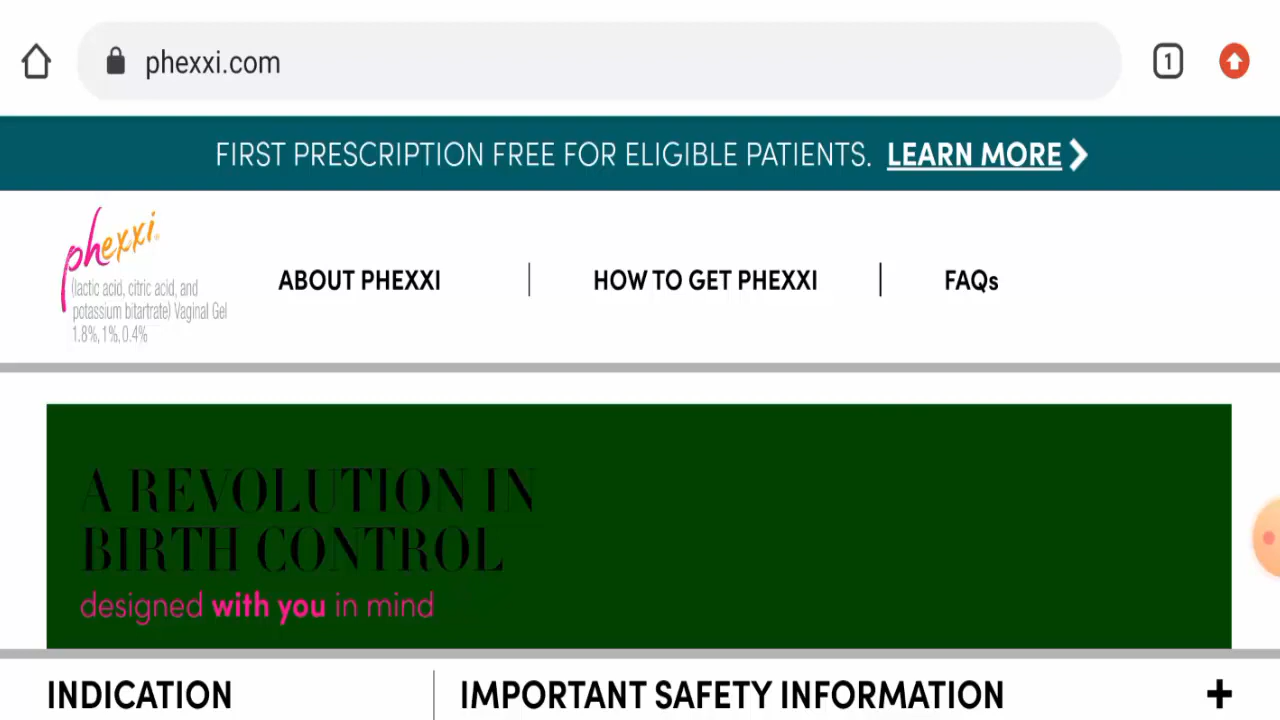 phexxi.com
1
FIRST PRESCRIPTION FREE FOR ELIGIBLE PATIENTS. LEARN MORE
phexxi®
(lactic acid, citric acid, and
potassium bitartrate) Vaginal Gel
1.8%, 1%, 0.4%
ABOUT PHEXXI
HOW TO GET PHEXXI
FAQs
A REVOLUTION IN
BIRTH CONTROL
designed with you in mind
INDICATION
IMPORTANT SAFETY INFORMATION +